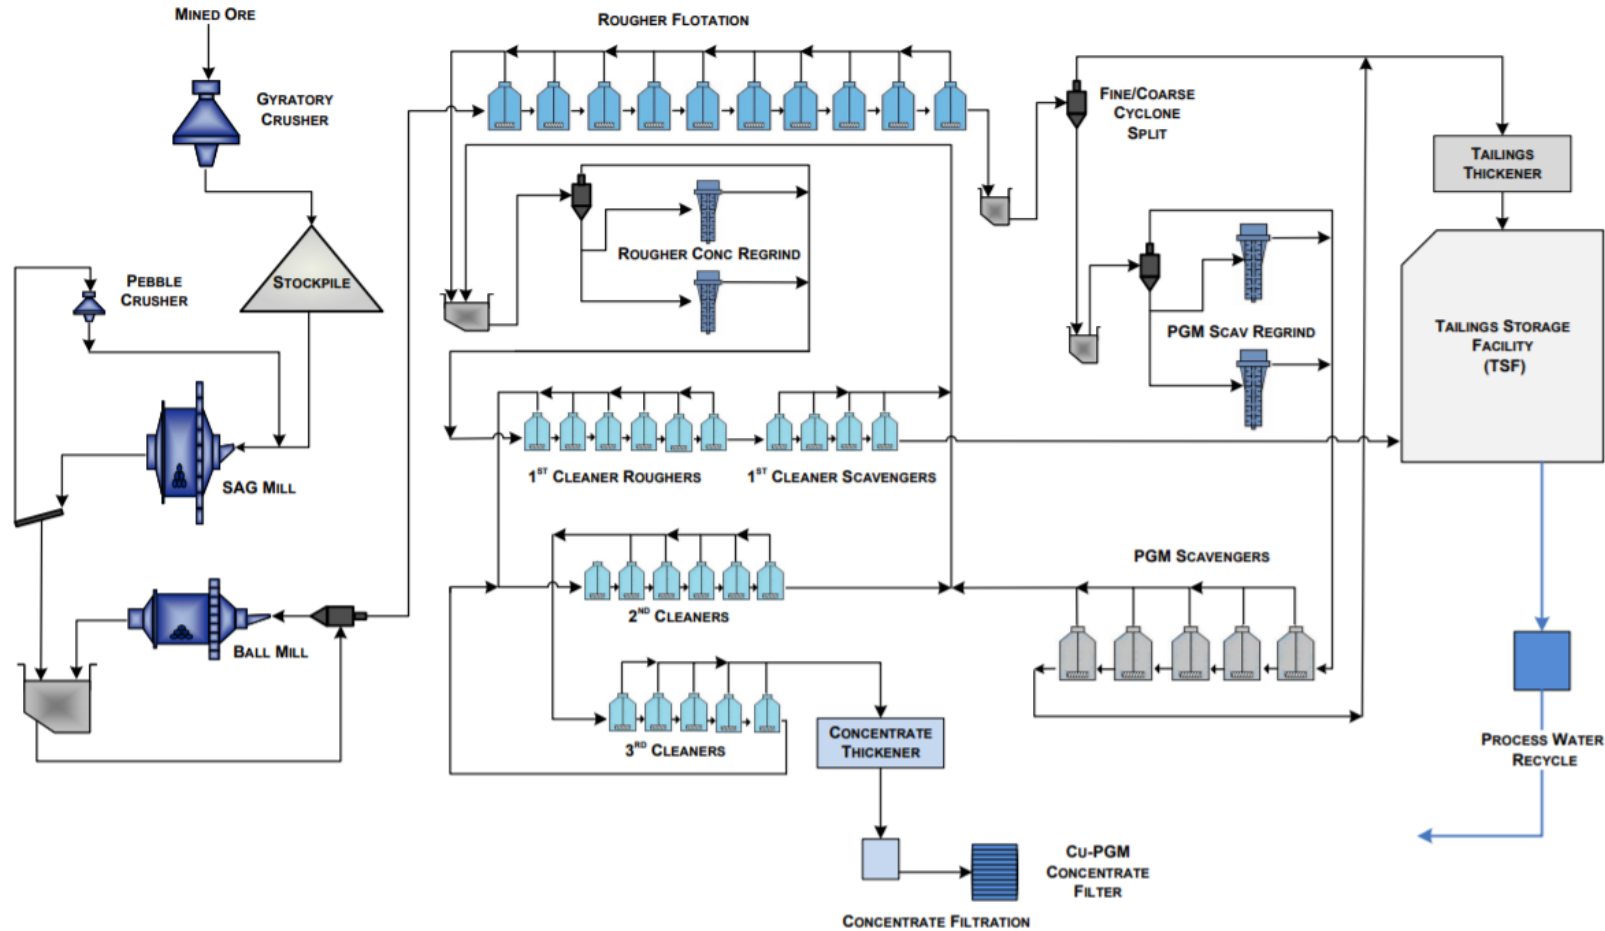 Mined Ore
Gyratory
Crusher
Stockpile
Pebble
Crusher
SAG Mill
Ball Mill
Rougher Flotation
Rougher Conc Regrind
1ST Cleaner Roughers
1ST Cleaner Scavengers
2ND Cleaners
3RD Cleaners
Concentrate
Thickener
Cu-PGM
Concentrate
Filter
Concentrate Filtration
Fine/Coarse
Cyclone
Split
PGM Scav Regrind
PGM Scavengers
Tailings
Thickener
Tailings Storage
Facility
(TSF)
Process Water
Recycle